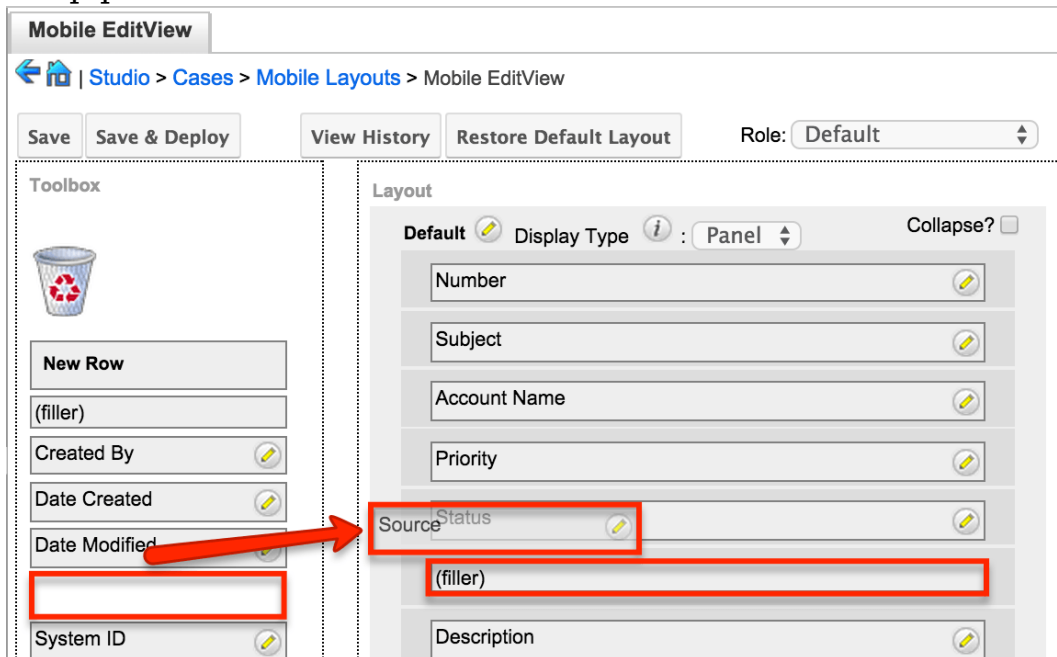 Mobile EditView
| Studio > Cases > Mobile Layouts > Mobile EditView
Save Save & Deploy View History Restore Default Layout Role: Default
Toolbox
Layout
Default Display Type i : Panel Collapse?
Number
Subject
New Row
Account Name
(filler)
Created By
Priority
Date Created
Source Status
Date Modified
(filler)
System ID
Description